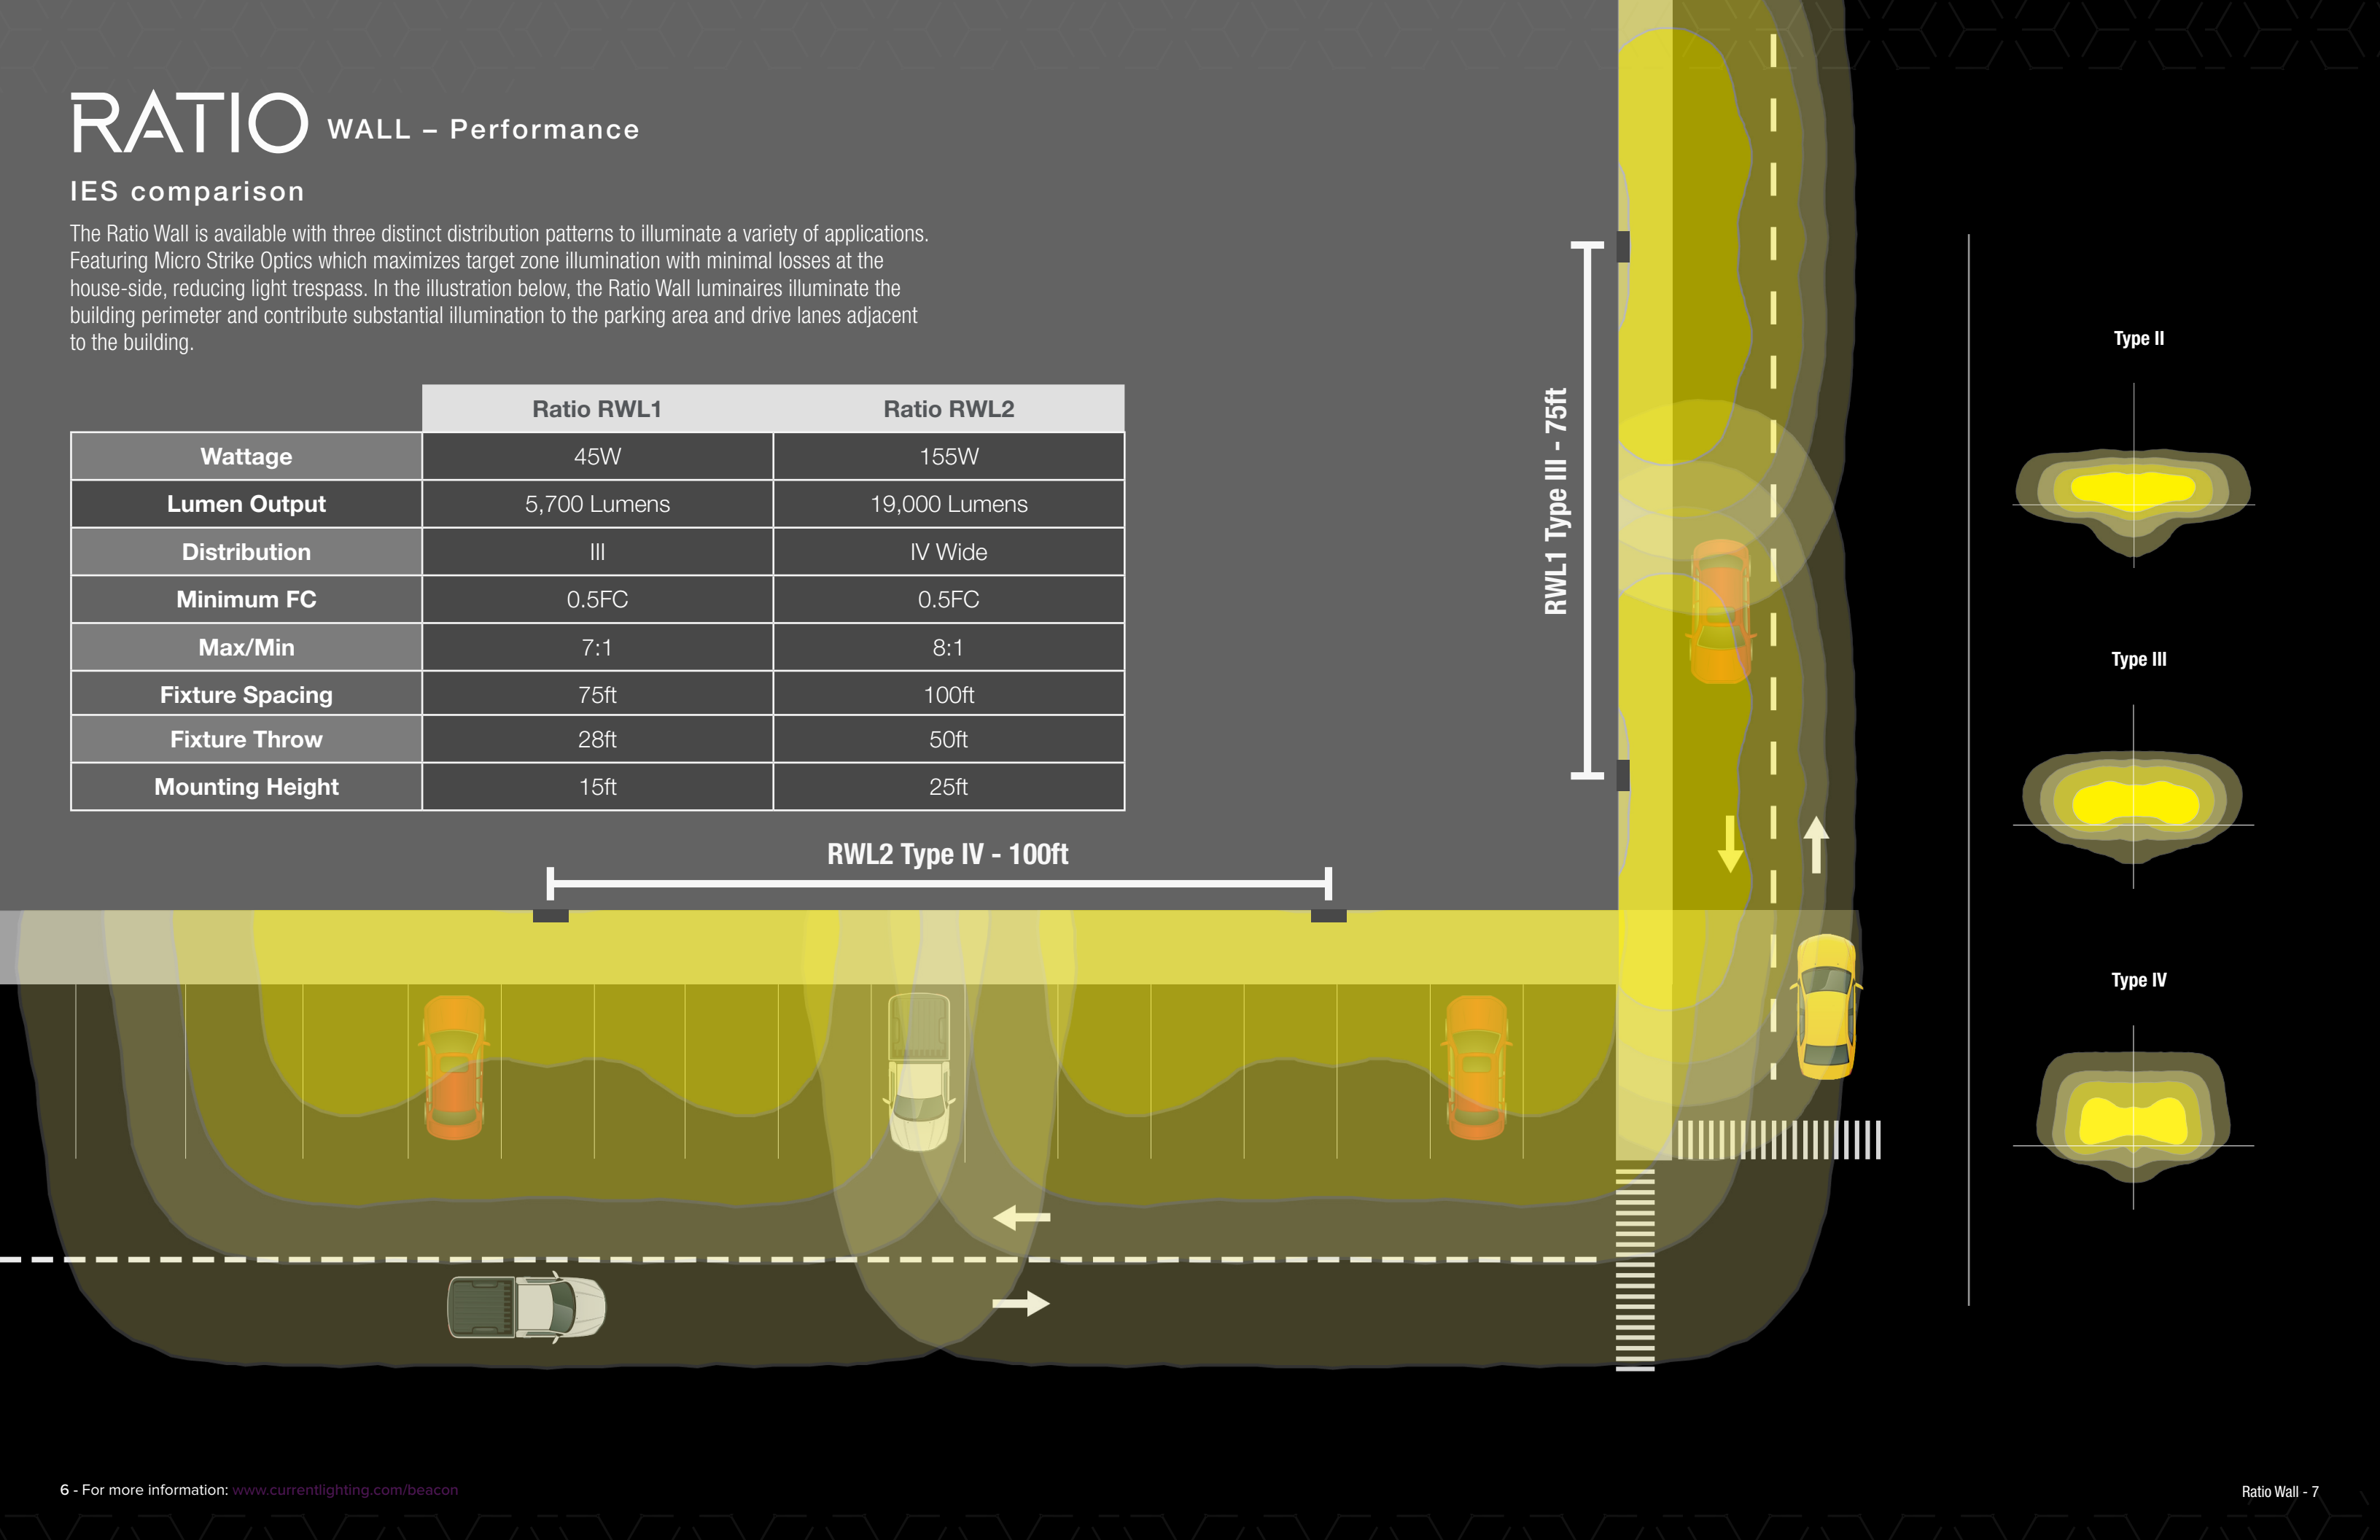 RATIO WALL – Performance
IES comparison
The Ratio Wall is available with three distinct distribution patterns to illuminate a variety of applications.
Featuring Micro Strike Optics which maximizes target zone illumination with minimal losses at the
house-side, reducing light trespass. In the illustration below, the Ratio Wall luminaires illuminate the
building perimeter and contribute substantial illumination to the parking area and drive lanes adjacent
to the building.
Ratio RWL1 Ratio RWL2
Wattage 45W 155W
Lumen Output 5,700 Lumens 19,000 Lumens
Distribution III IV Wide
Minimum FC 0.5FC 0.5FC
Max/Min 7:1 8:1
Fixture Spacing 75ft 100ft
Fixture Throw 28ft 50ft
Mounting Height 15ft 25ft
RWL2 Type IV - 100ft
RWL1 Type III - 75ft
Type II
Type III
Type IV
6 - For more information: www.currentlighting.com/beacon
Ratio Wall - 7